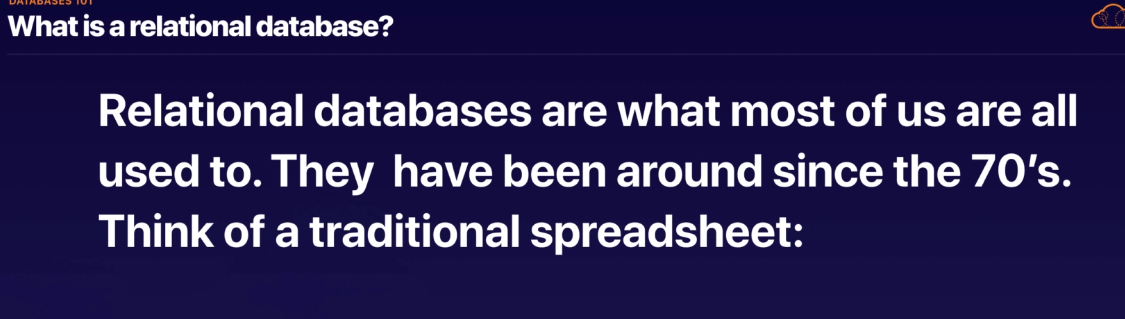 DATABASES 101
What is a relational database?
Relational databases are what most of us are all
used to. They  have been around since the 70's.
Think of a traditional spreadsheet: